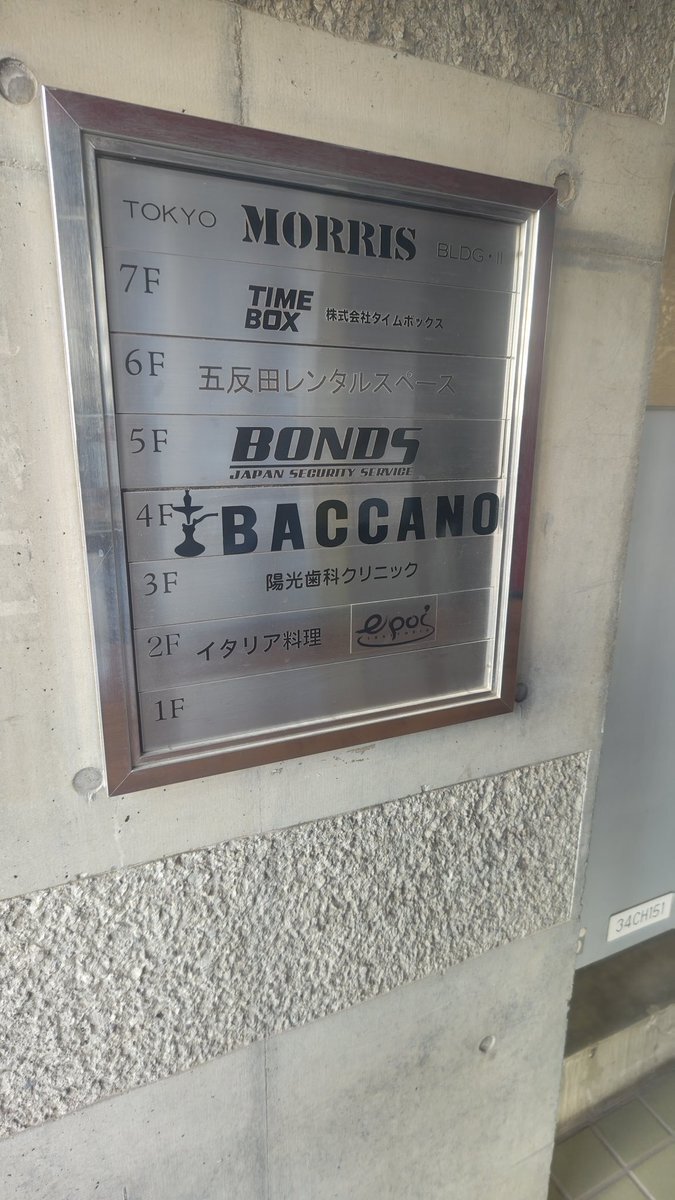 TOKYO MORRIS BLDG・II
7F TIME BOX 株式会社タイムボックス
6F 五反田レンタルスペース
5F BONDS
JAPAN SECURITY SERVICE
4F BACCANO
3F 陽光歯科クリニック
2F イタリア料理 epoi
1F
34CH151